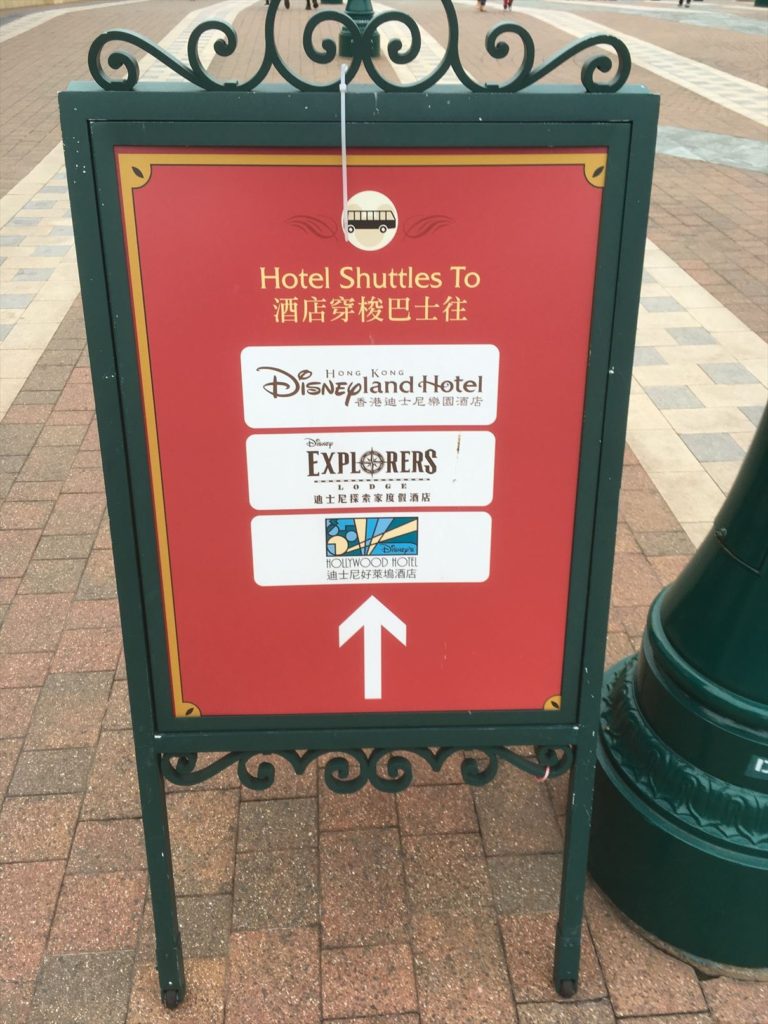 Hotel Shuttles To
酒店穿梭巴士往
HONG KONG
Disneyland Hotel
香港迪士尼樂園酒店
Disney
EXPLORERS
LODGE
迪士尼探索家度假酒店
Disney's
HOLLYWOOD HOTEL
迪士尼好萊塢酒店